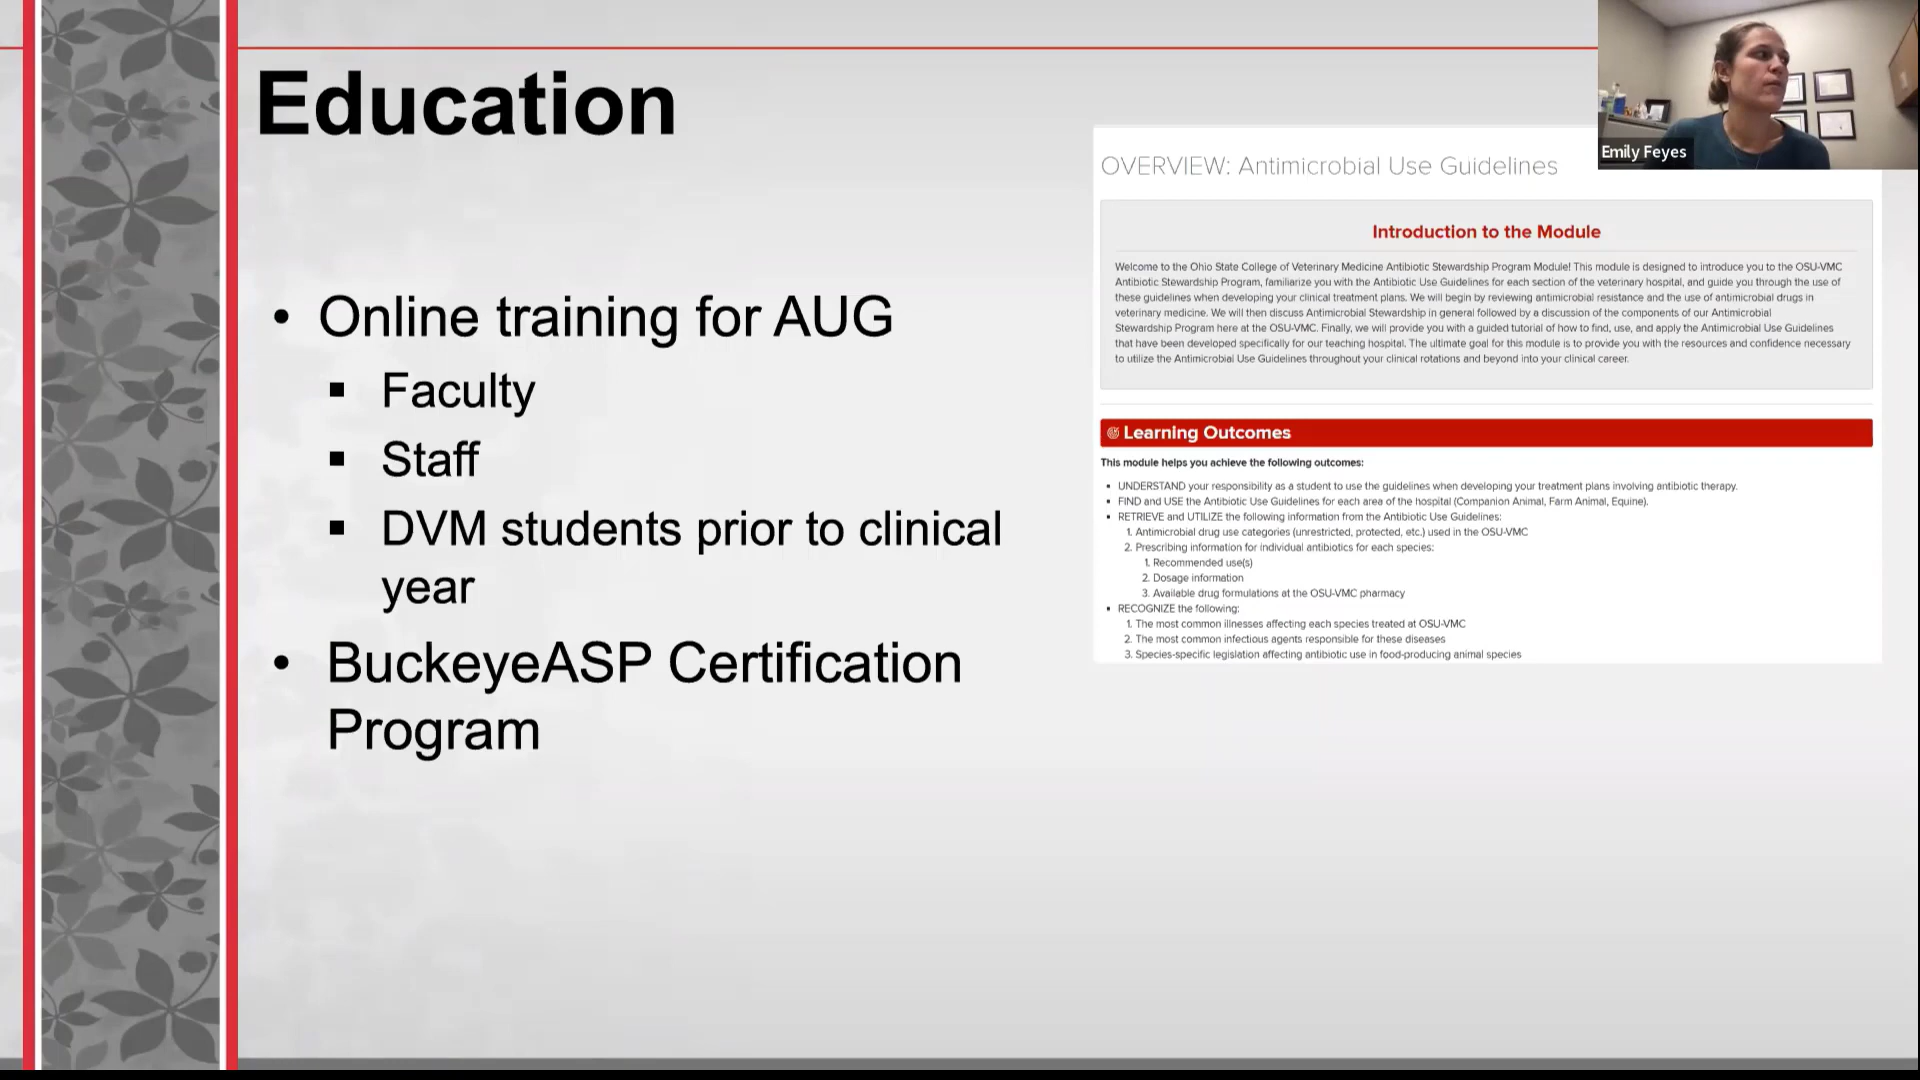 Education
Online training for AUG
Faculty
Staff
DVM students prior to clinical
year
BuckeyeASP Certification
Program
Emily Feyes
OVERVIEW: Antimicrobial Use Guidelines
Introduction to the Module
Welcome to the Ohio State College of Veterinary Medicine Antibiotic Stewardship Program Module! This module is designed to introduce you to the OSU-VMC
Antibiotic Stewardship Program, familiarize you with the Antibiotic Use Guidelines for each section of the veterinary hospital, and guide you through the use of
these guidelines when developing your clinical treatment plans. We will begin by reviewing antimicrobial resistance and the use of antimicrobial drugs in
veterinary medicine. We will then discuss Antimicrobial Stewardship in general followed by a discussion of the components of our Antimicrobial
Stewardship Program here at the OSU-VMC. Finally, we will provide you with a guided tutorial of how to find, use, and apply the Antimicrobial Use Guidelines
that have been developed specifically for our teaching hospital. The ultimate goal for this module is to provide you with the resources and confidence necessary
to utilize the Antimicrobial Use Guidelines throughout your clinical rotations and beyond into your clinical career.
Learning Outcomes
This module helps you achieve the following outcomes:
UNDERSTAND your responsibility as a student to use the guidelines when developing your treatment plans involving antibiotic therapy.
FIND and USE the Antibiotic Use Guidelines for each area of the hospital (Companion Animal, Farm Animal, Equine).
RETRIEVE and UTILIZE the following information from the Antibiotic Use Guidelines:
1. Antimicrobial drug use categories (unrestricted, protected, etc.) used in the OSU-VMC
2. Prescribing information for individual antibiotics for each species:
1. Recommended use(s)
2. Dosage information
3. Available drug formulations at the OSU-VMC pharmacy
RECOGNIZE the following:
1. The most common illnesses affecting each species treated at OSU-VMC
2. The most common infectious agents responsible for these diseases
3. Species-specific legislation affecting antibiotic use in food-producing animal species